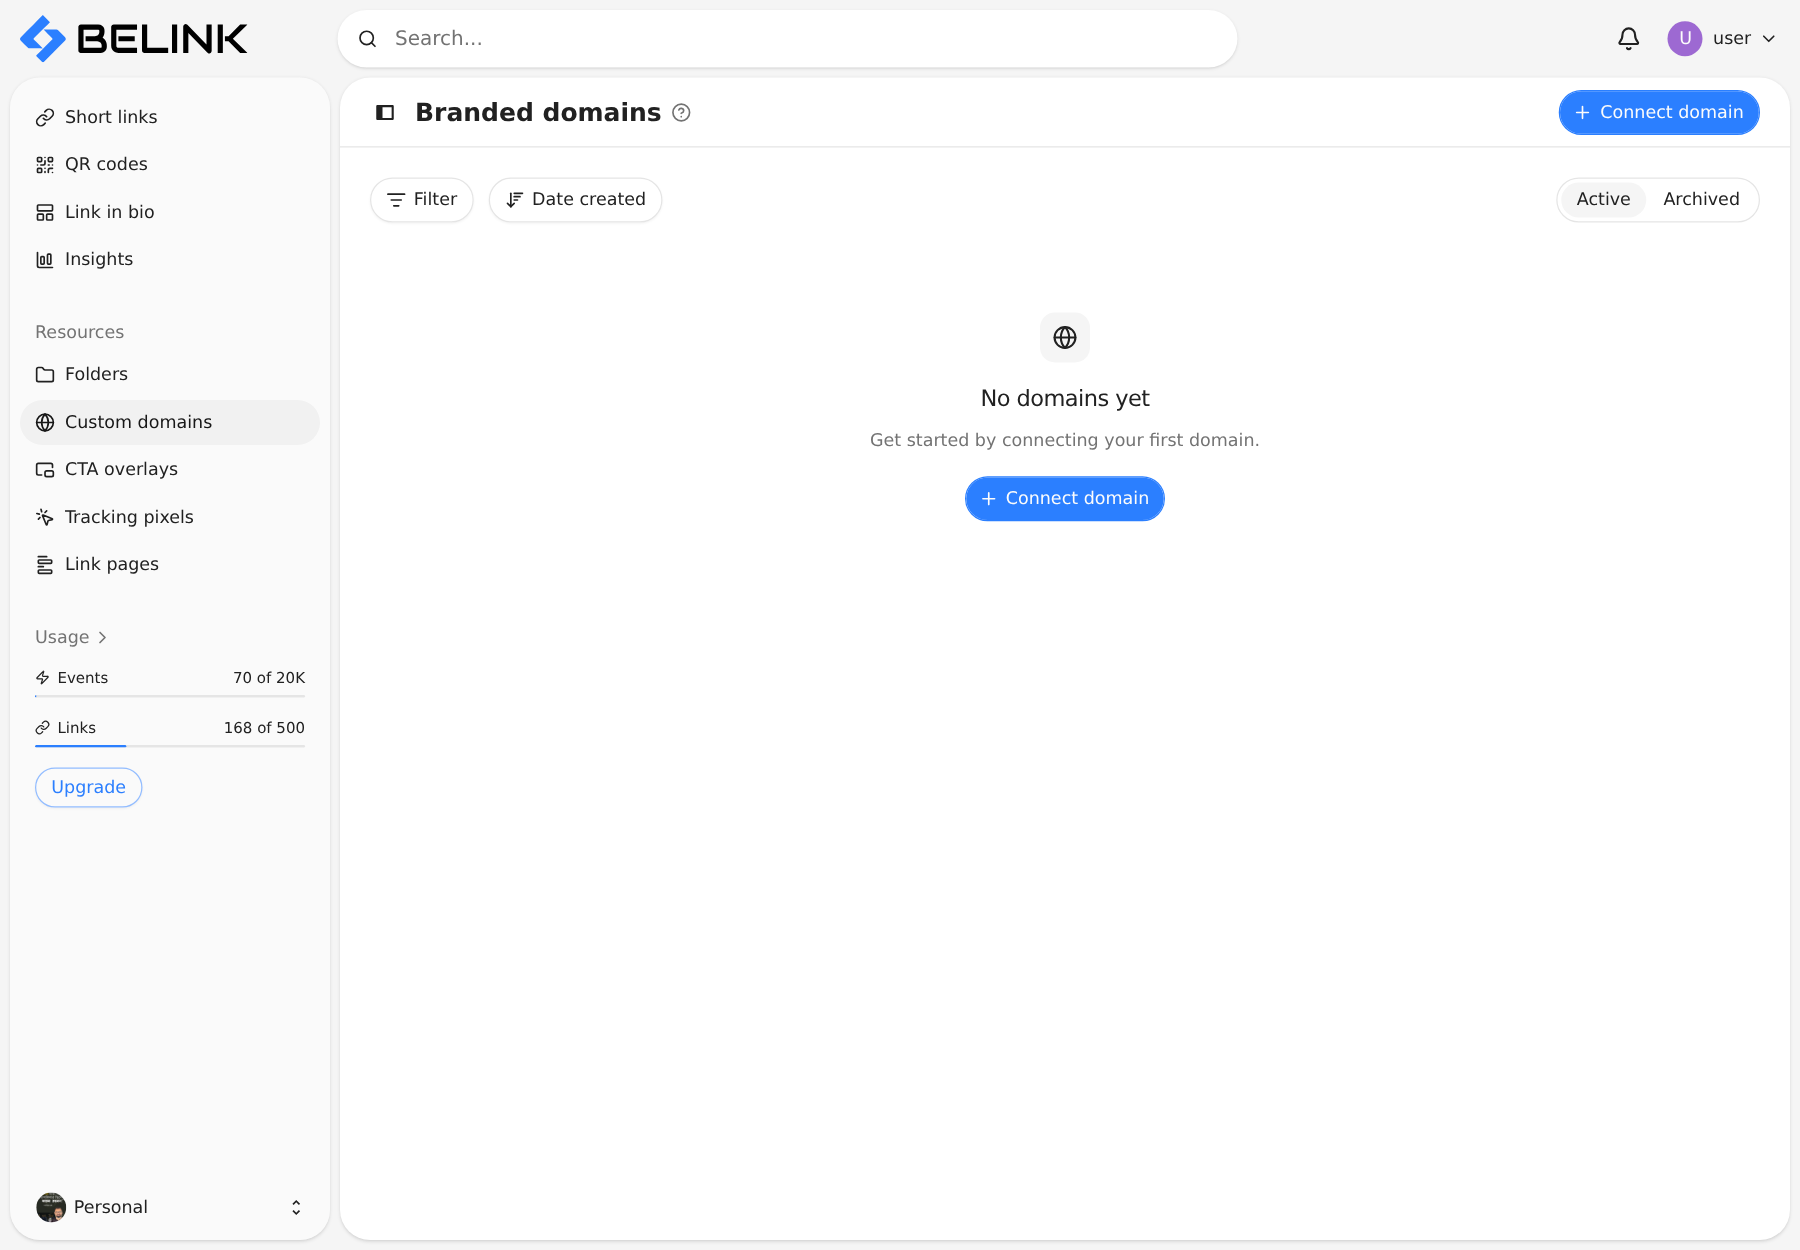 BELINK
Search...
U
user
Short links
QR codes
Link in bio
Insights
Resources
Folders
Custom domains
CTA overlays
Tracking pixels
Link pages
Usage
Events 70 of 20K
Links 168 of 500
Upgrade
Personal
Branded domains
Connect domain
Filter
Date created
Active
Archived
No domains yet
Get started by connecting your first domain.
Connect domain